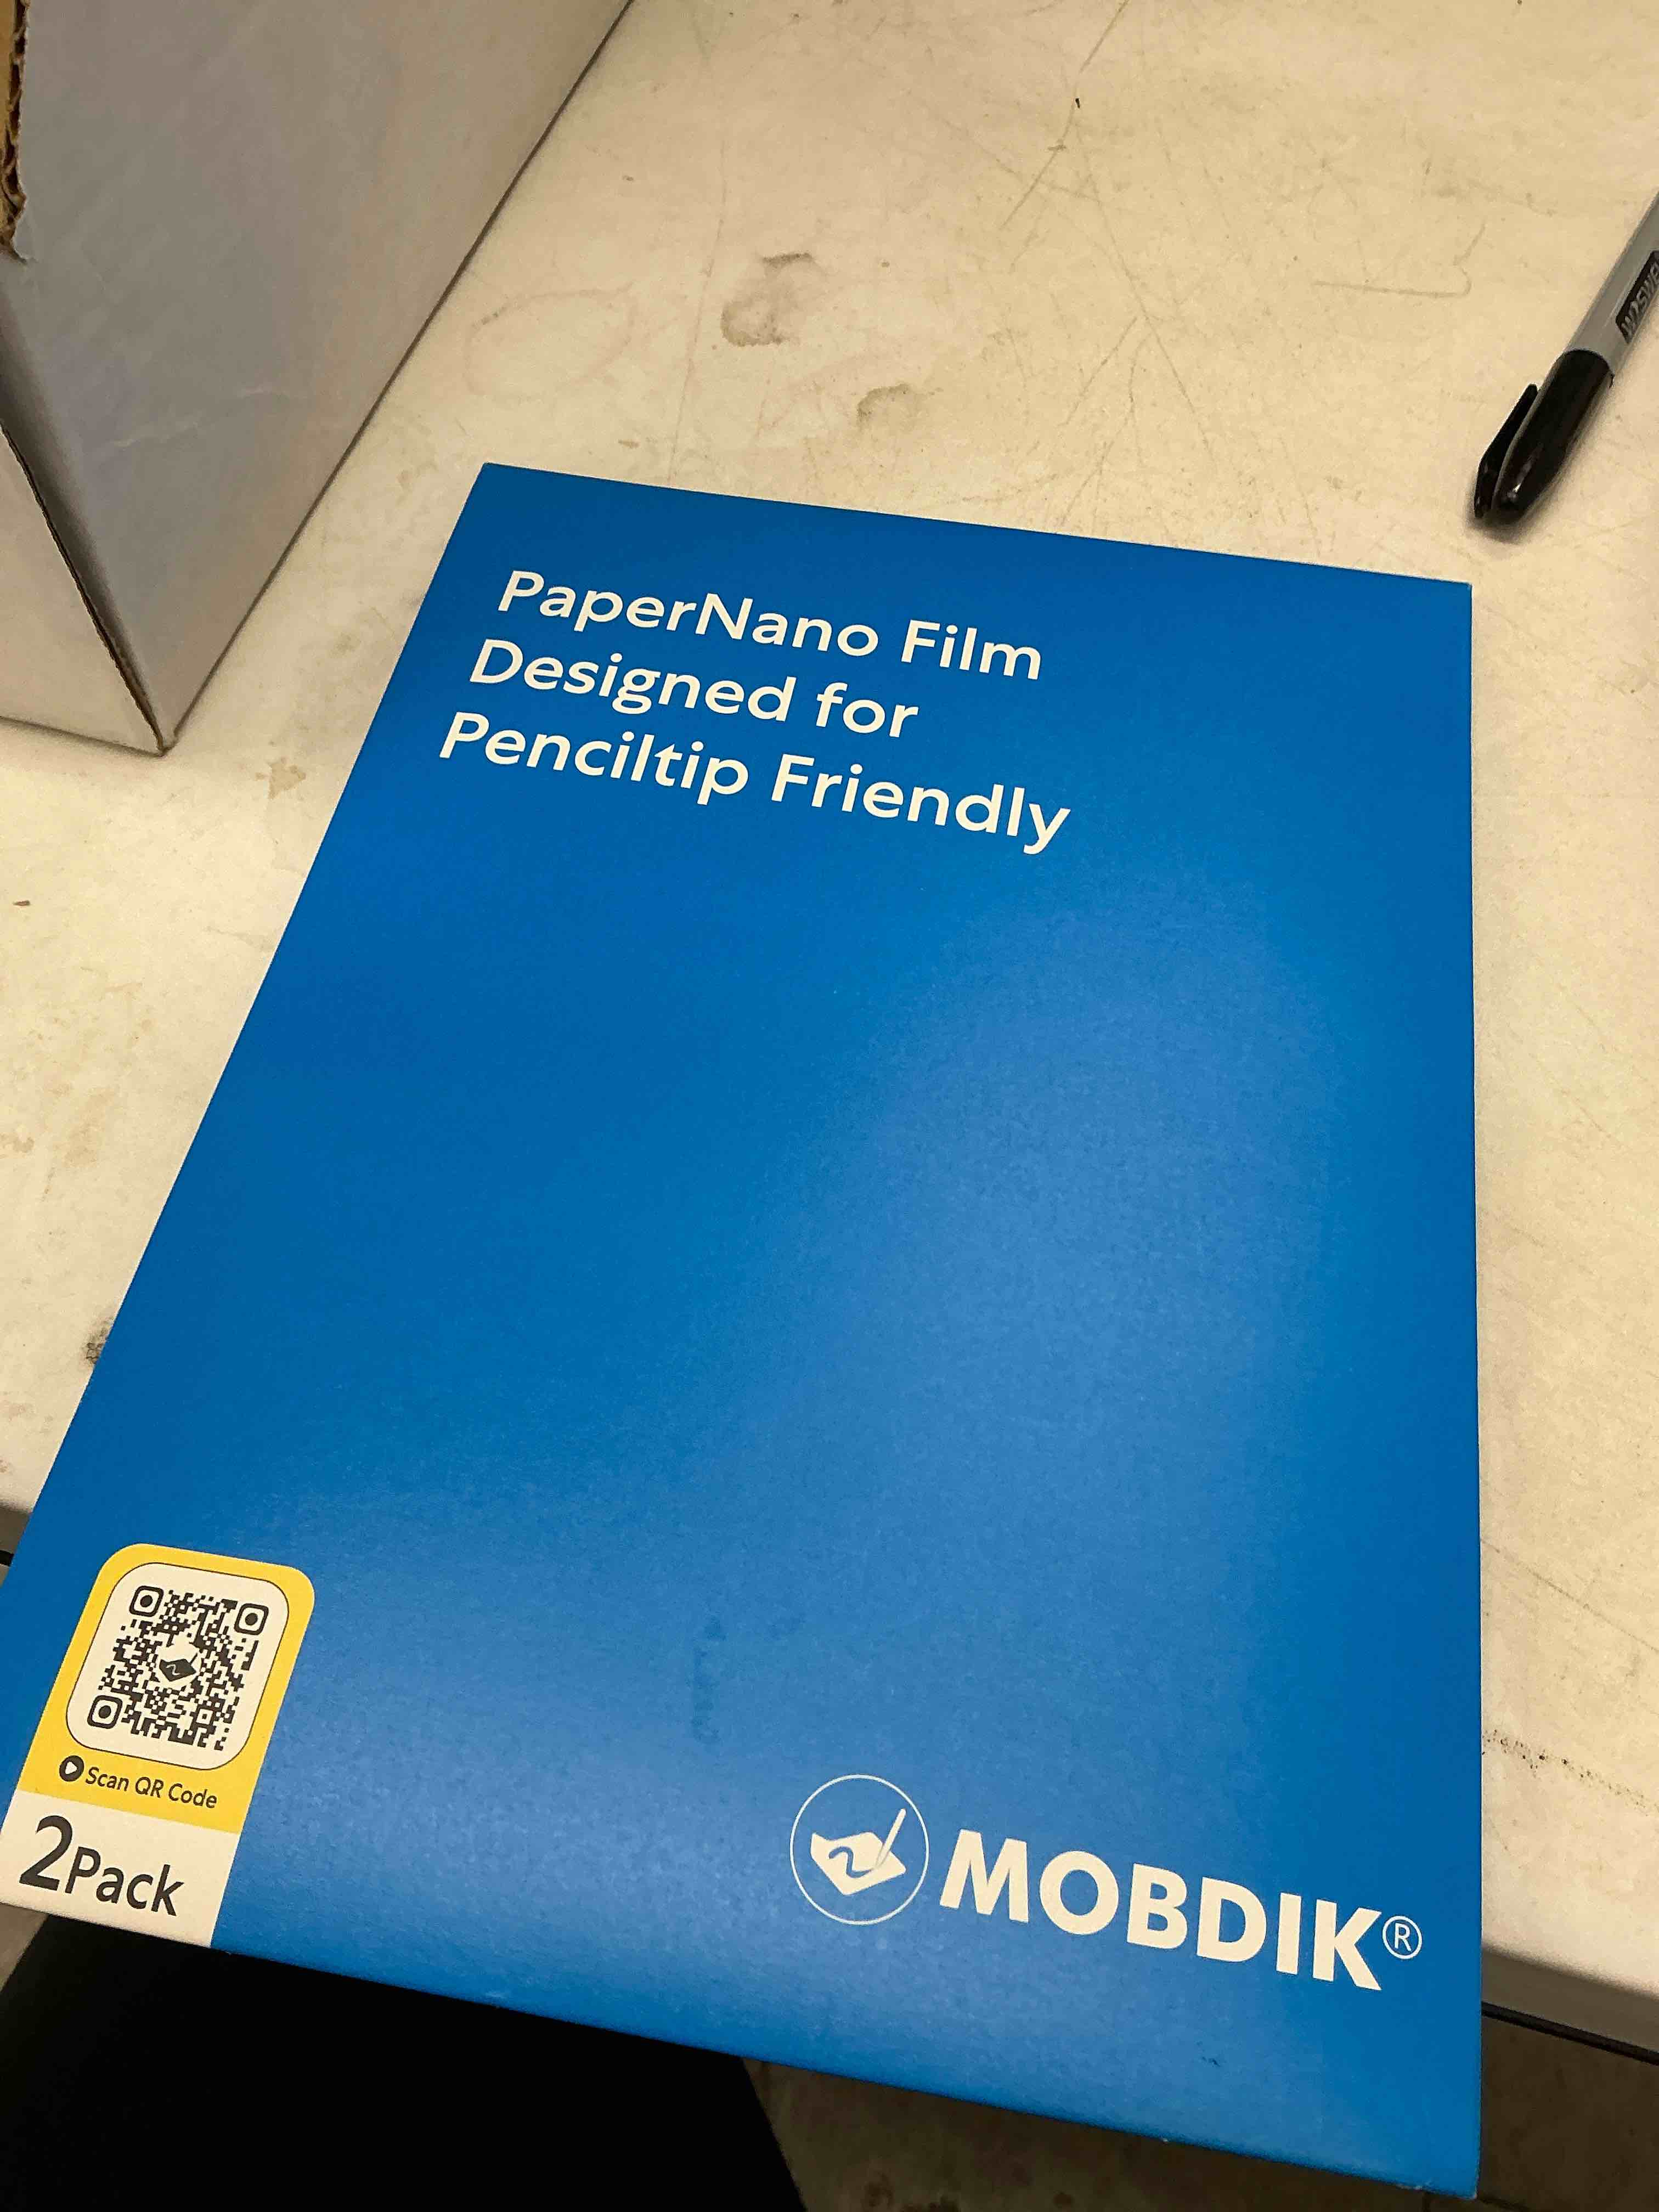 PaperNano Film
Designed for
Penciltip Friendly
Scan QR Code
2Pack
MOBDIK®